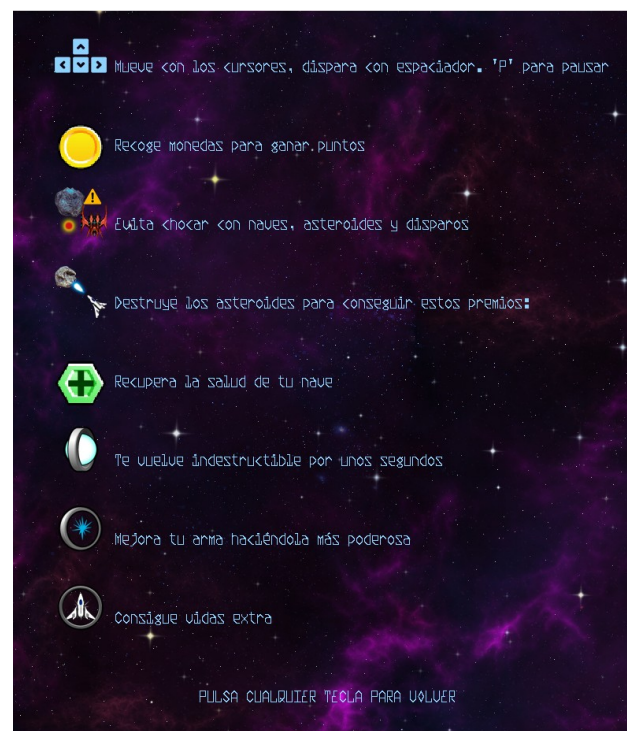 Mueve con los cursores, dispara con espaciador. 'P' para pausar
Recoge monedas para ganar puntos
Evita chocar con naves, asteroides y disparos
Destruye los asteroides para conseguir estos premios:
Recupera la salud de tu nave
Te vuelve indestructible por unos segundos
Mejora tu arma haciéndola más poderosa
Consigue vidas extra
PULSA CUALQUIER TECLA PARA VOLVER